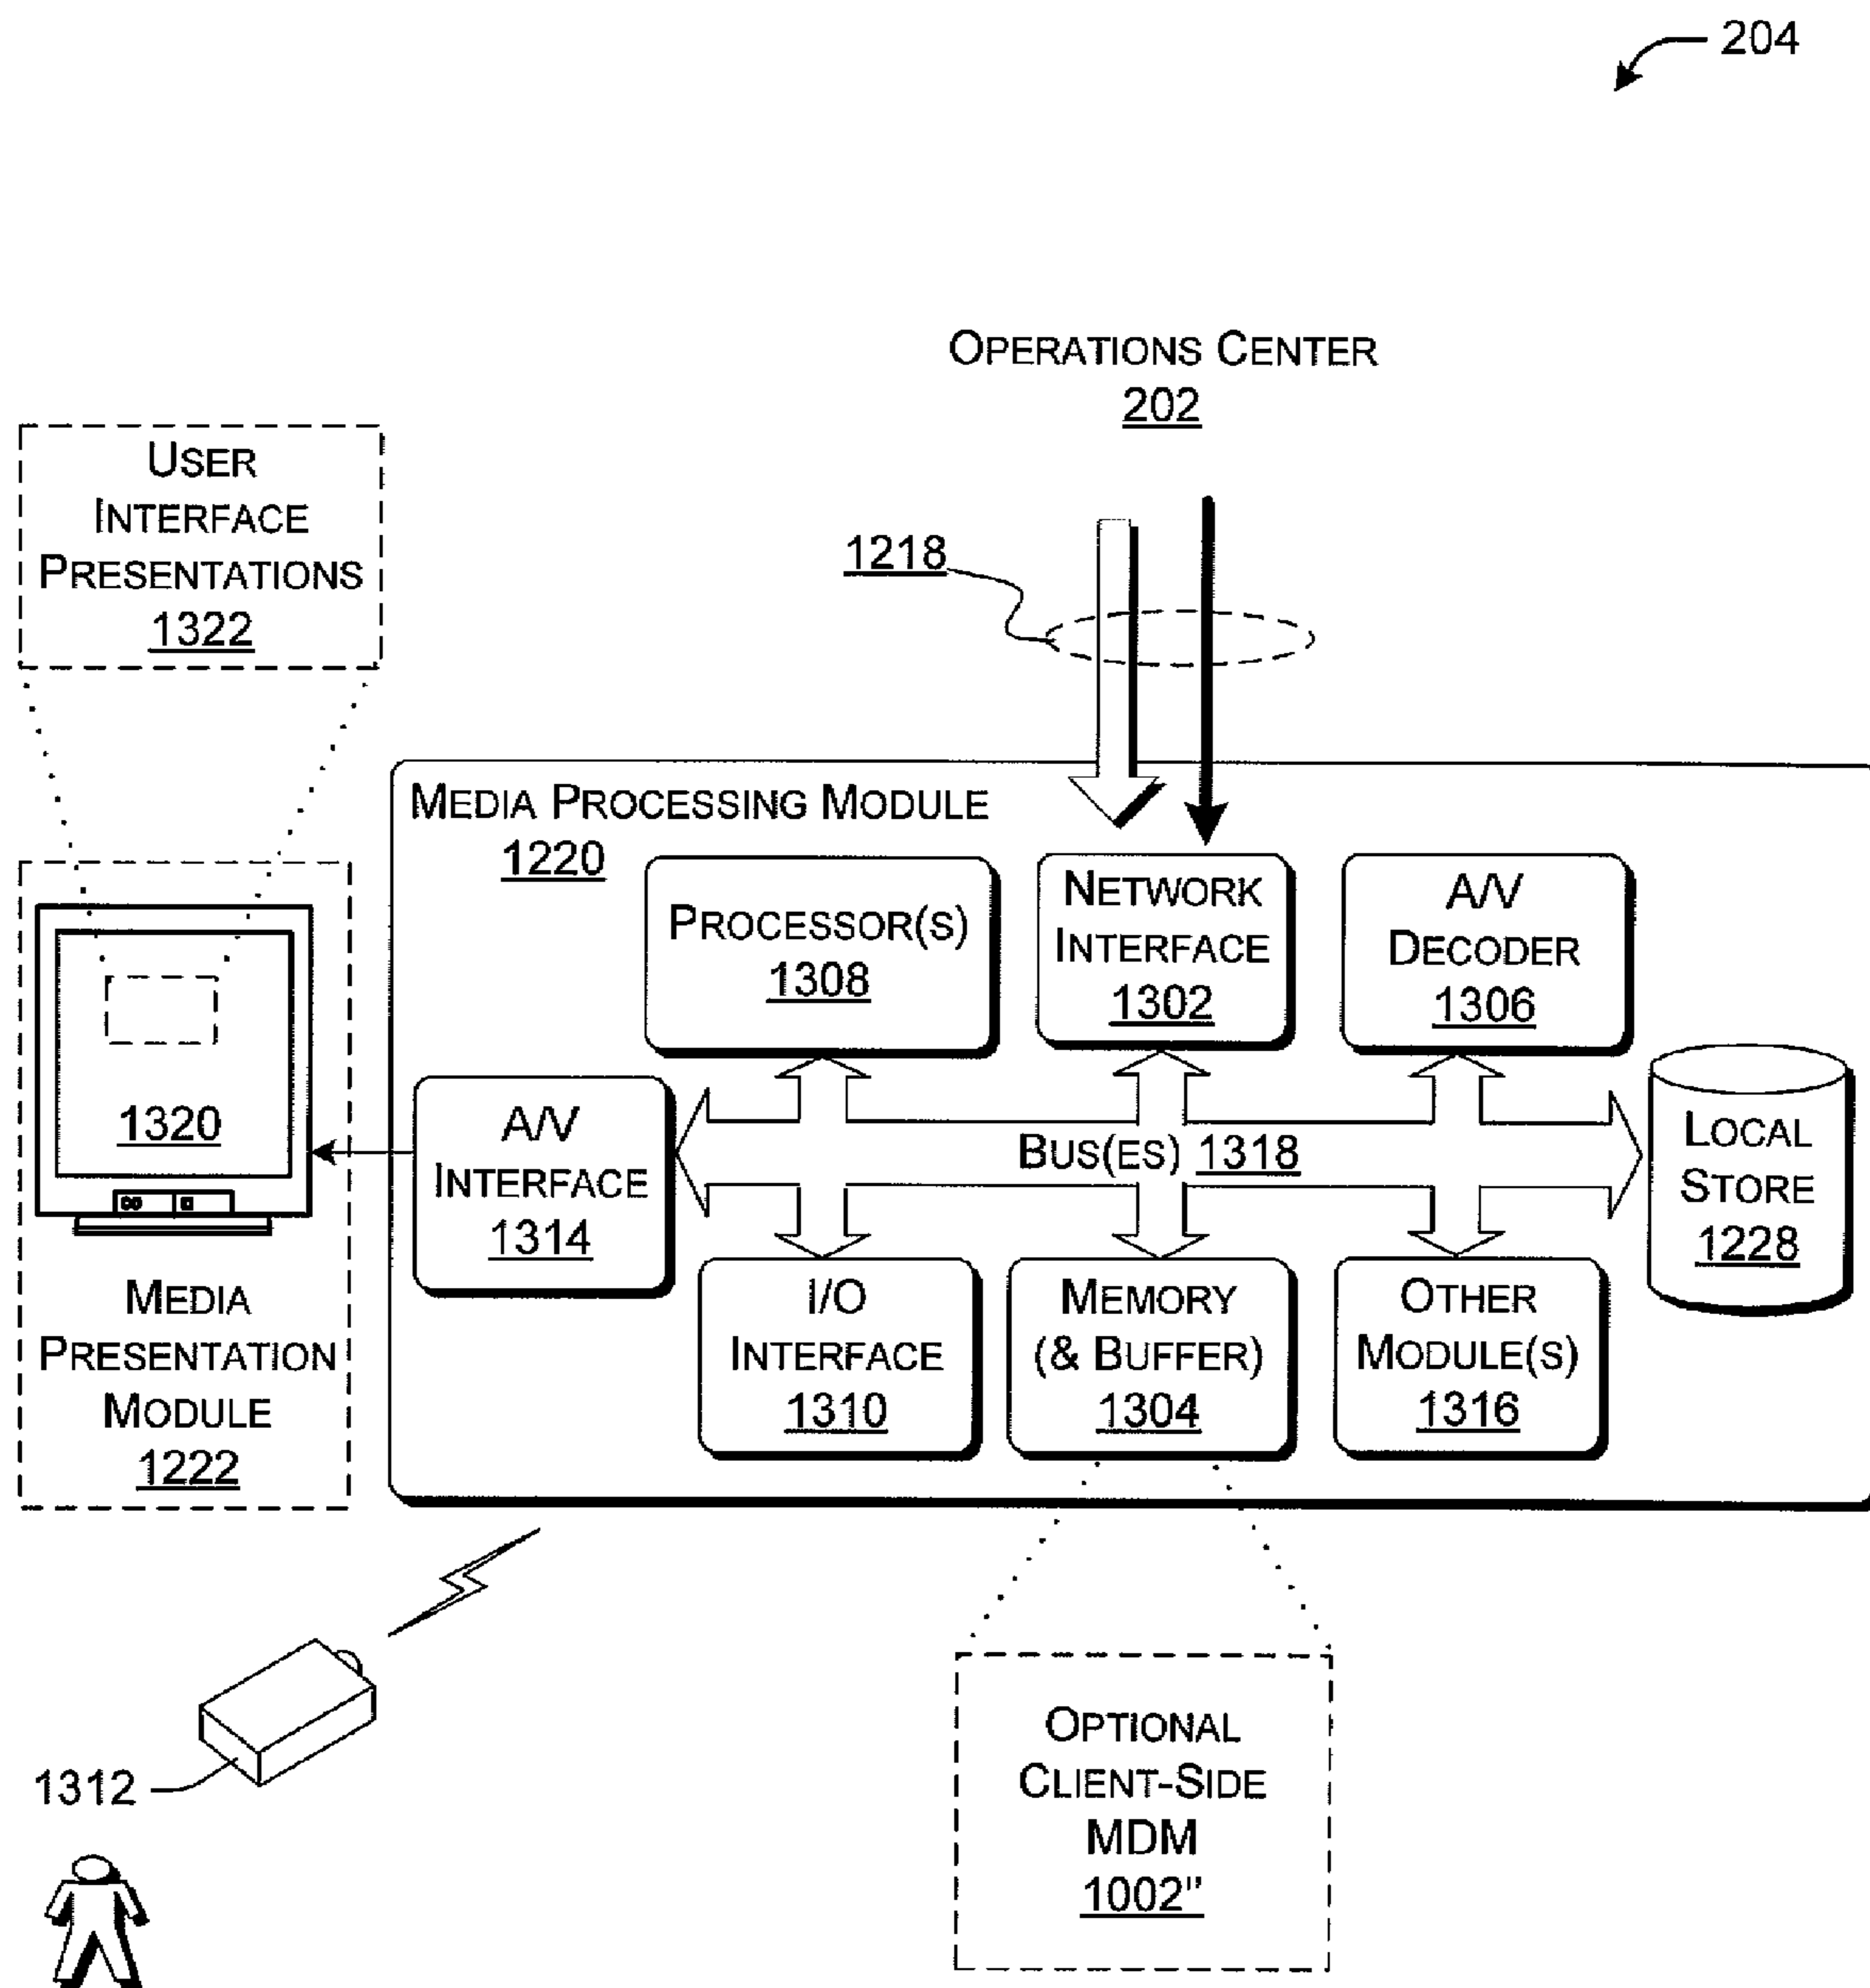 204
OPERATIONS CENTER
202
USER
INTERFACE
PRESENTATIONS
1322
1218
MEDIA PROCESSING MODULE
1220
PROCESSOR(S)
1308
NETWORK
INTERFACE
1302
A/V
DECODER
1306
1320
A/V
INTERFACE
1314
BUS(ES) 1318
LOCAL
STORE
1228
MEDIA
PRESENTATION
MODULE
1222
I/O
INTERFACE
1310
MEMORY
(& BUFFER)
1304
OTHER
MODULE(S)
1316
1312
OPTIONAL
CLIENT-SIDE
MDM
1002"